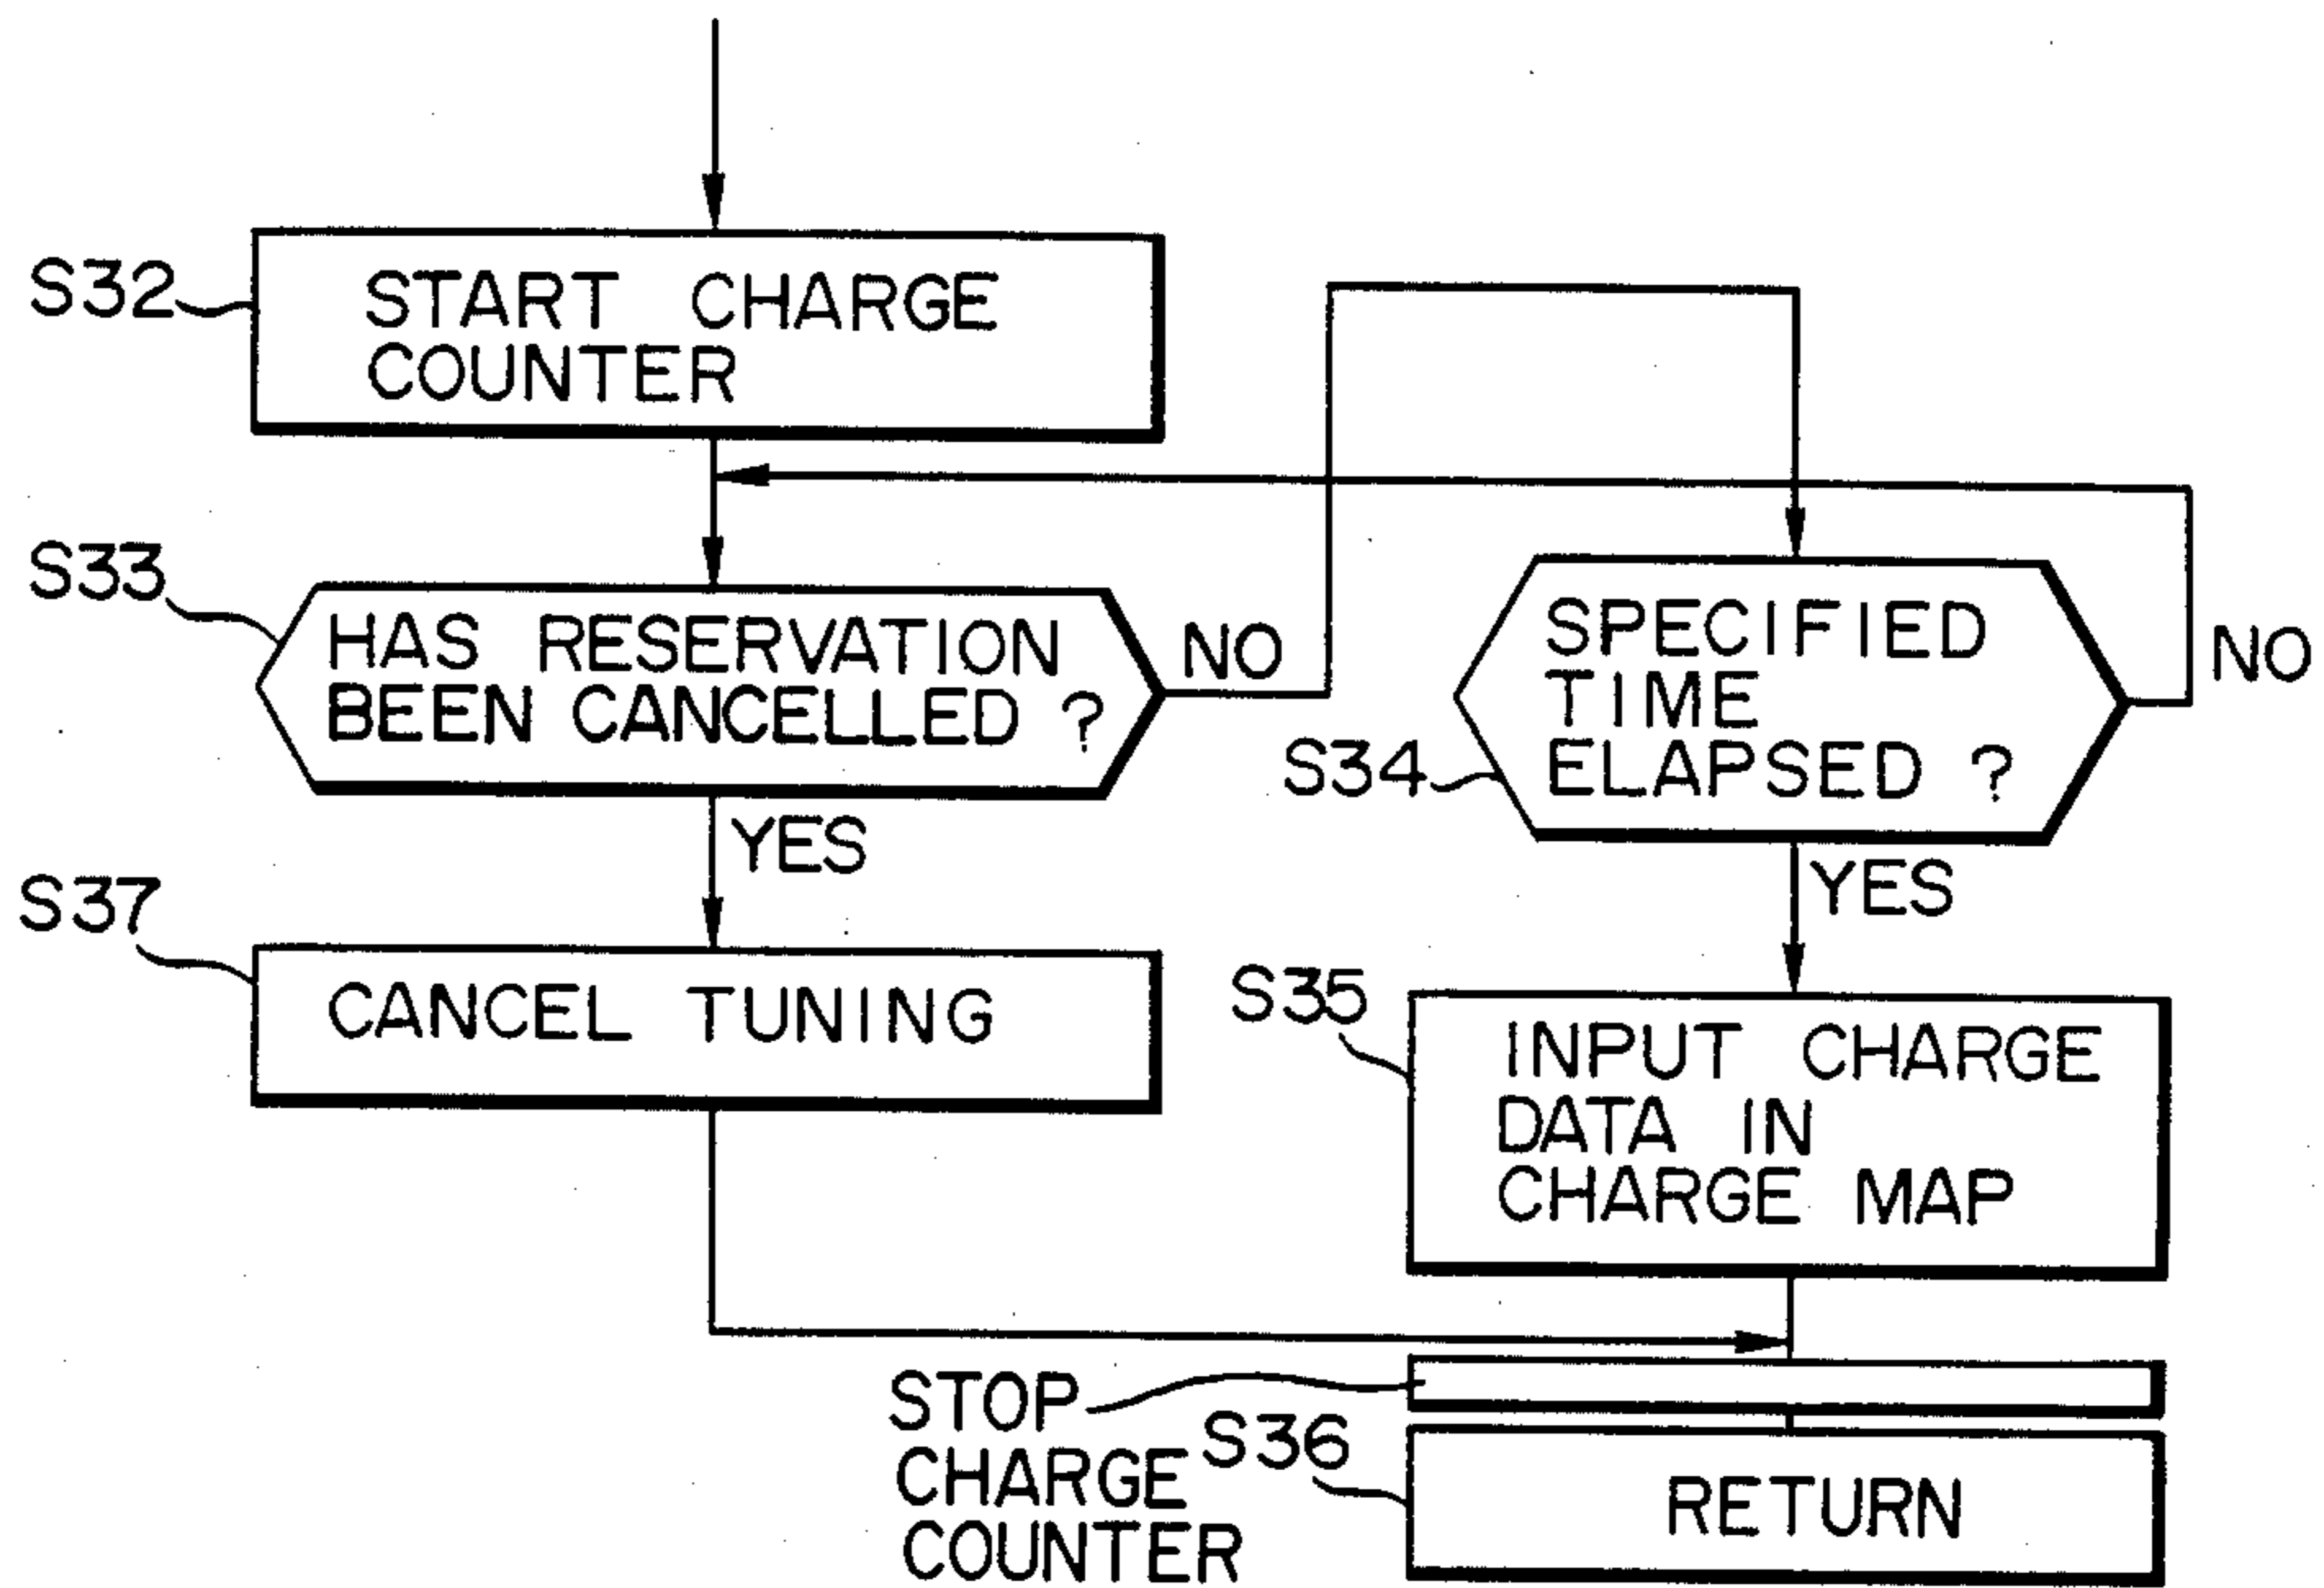 S32
START CHARGE
COUNTER
S33
HAS RESERVATION
BEEN CANCELLED ?
NO
YES
S34
SPECIFIED
TIME
ELAPSED ?
NO
YES
S37
CANCEL TUNING
S35
INPUT CHARGE
DATA IN
CHARGE MAP
STOP
CHARGE
COUNTER
S36
RETURN